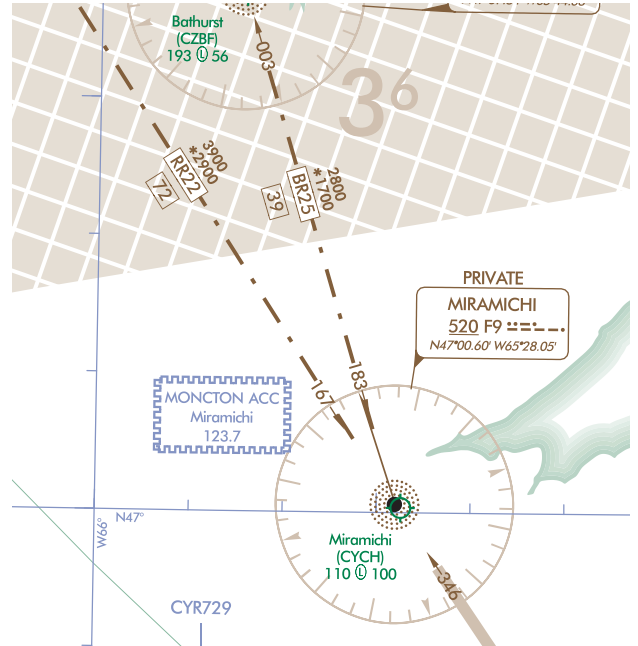 Bathurst
(CZBF)
193 Ⓛ 56
003
3⁶
3900
*2900
RR22
72
2800
*1700
BR25
39
PRIVATE
MIRAMICHI
520 F9
N47°00.60' W65°28.05'
167
183
MONCTON ACC
Miramichi
123.7
N47°
W66°
Miramichi
(CYCH)
110 Ⓛ 100
346
CYR729